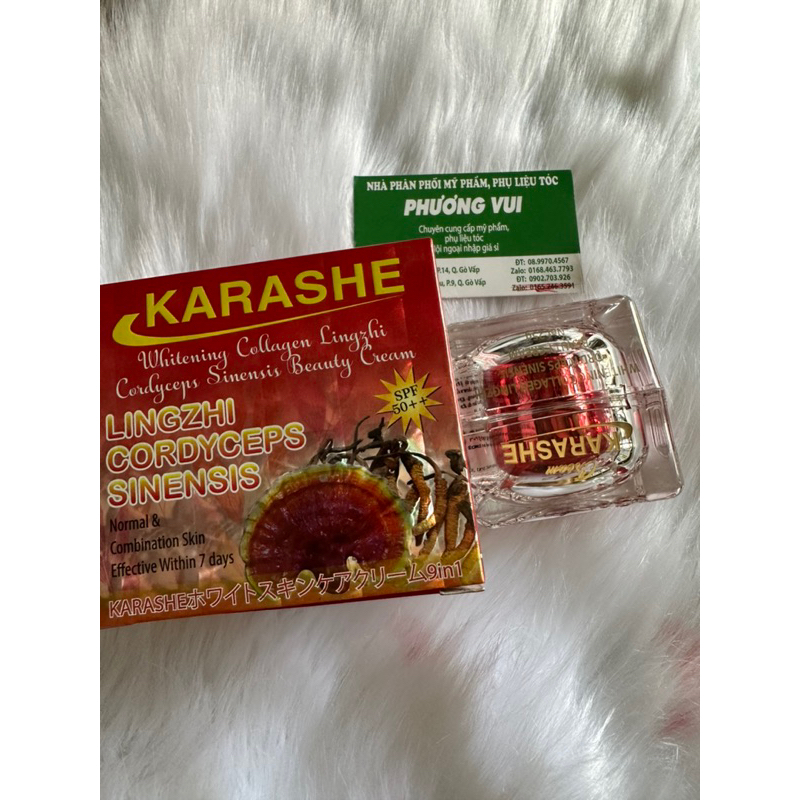 NHÀ PHÂN PHỐI MỸ PHẨM, PHỤ LIỆU TÓC
PHƯƠNG VUI
Chuyên cung cấp mỹ phẩm,
phụ liệu tóc
nội ngoại nhập giá sỉ
P.14, Q. Gò Vấp
P.9, Q. Gò Vấp
ĐT: 08.9970.4567
Zalo: 0168.463.7793
ĐT: 0902.703.926
Zalo: 0165.246.3591
KARASHE
Whitening Collagen Lingzhi
Cordyceps Sinensis Beauty Cream
SPF
50++
LINGZHI
CORDYCEPS
SINENSIS
Normal &
Combination Skin
Effective Within 7 days
KARASHEホワイトスキンケアクリーム9in1
KARASHE